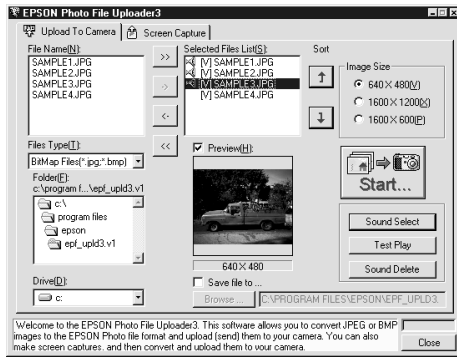 EPSON Photo File Uploader3
Upload To Camera
Screen Capture
File Name(N):
SAMPLE1.JPG
SAMPLE2.JPG
SAMPLE3.JPG
SAMPLE4.JPG
>>
->
<-
<<
Selected Files List(S):
[V] SAMPLE1.JPG
[V] SAMPLE2.JPG
[V] SAMPLE3.JPG
[V] SAMPLE4.JPG
Sort
Image Size
640×480(V)
1600×1200(X)
1600×600(P)
Files Type(T):
BitMap Files(*.jpg;*.bmp)
Folder(F):
c:\program f...\epf_upld3.v1
c:\
program files
epson
epf_upld3.v1
Drive(D):
c:
Preview(H):
640×480
Save file to ...
Browse ...
C:\PROGRAM FILES\EPSON\EPF_UPLD3.
Start...
Sound Select
Test Play
Sound Delete
Welcome to the EPSON Photo File Uploader3. This software allows you to convert JPEG or BMP
images to the EPSON Photo file format and upload (send) them to your camera. You can also
make screen captures, and then convert and upload them to your camera.
Close